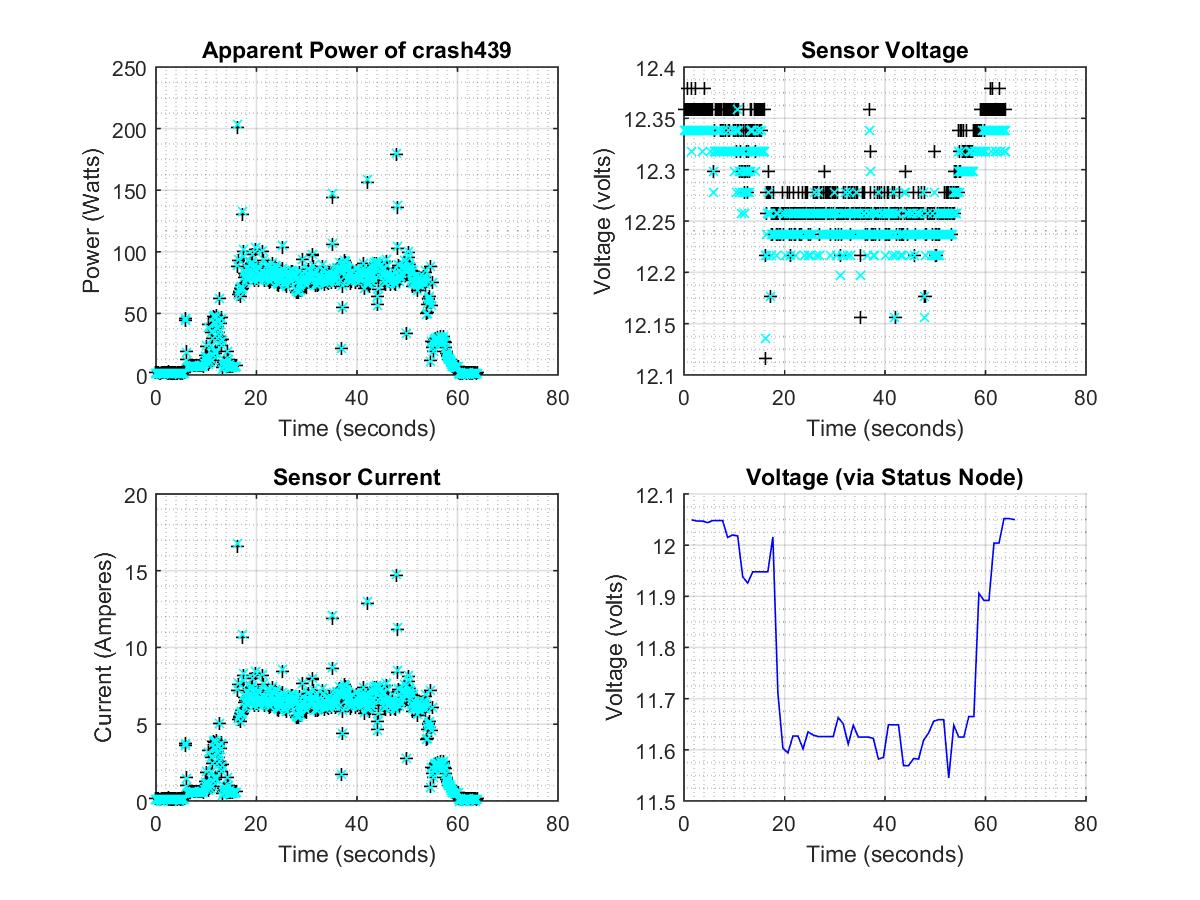 Apparent Power of crash439
250
200
150
100
50
0
Power (Watts)
0 20 40 60 80
Time (seconds)
Sensor Voltage
12.4
12.35
12.3
12.25
12.2
12.15
12.1
Voltage (volts)
0 20 40 60 80
Time (seconds)
Sensor Current
20
15
10
5
0
Current (Amperes)
0 20 40 60 80
Time (seconds)
Voltage (via Status Node)
12.1
12
11.9
11.8
11.7
11.6
11.5
Voltage (volts)
0 20 40 60 80
Time (seconds)